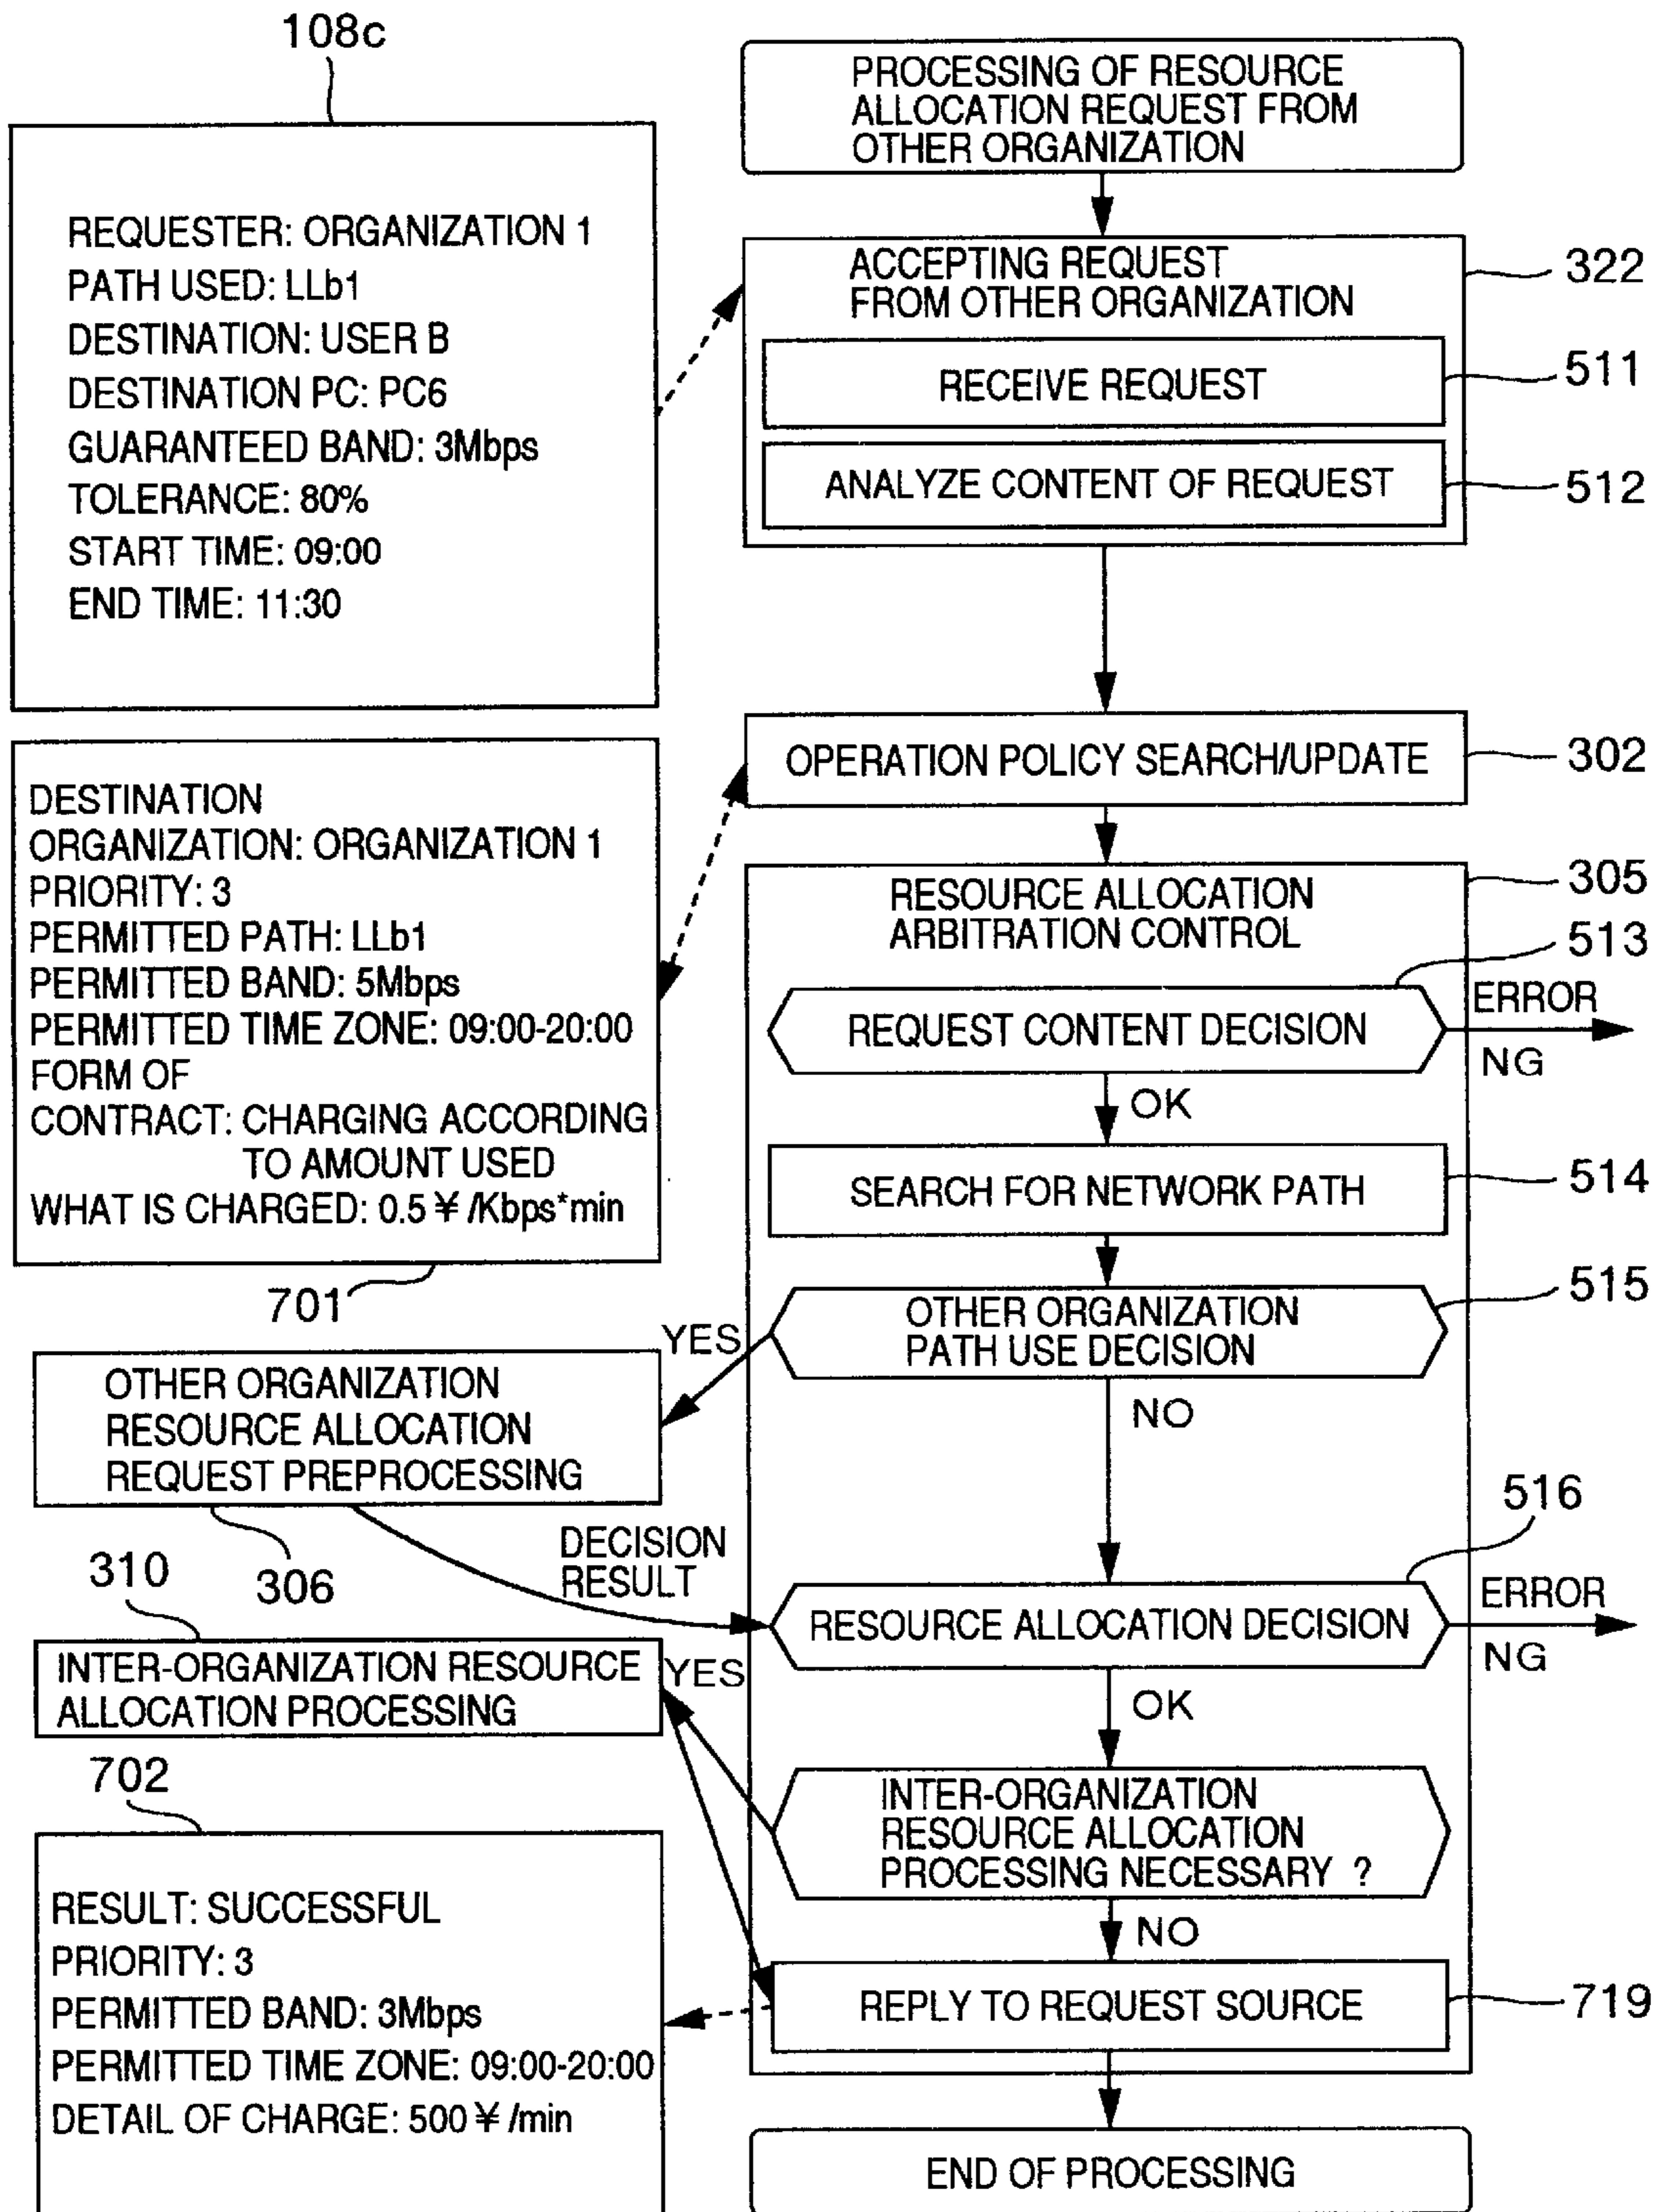 108c
REQUESTER: ORGANIZATION 1
PATH USED: LLb1
DESTINATION: USER B
DESTINATION PC: PC6
GUARANTEED BAND: 3Mbps
TOLERANCE: 80%
START TIME: 09:00
END TIME: 11:30
PROCESSING OF RESOURCE
ALLOCATION REQUEST FROM
OTHER ORGANIZATION
ACCEPTING REQUEST
FROM OTHER ORGANIZATION
322
RECEIVE REQUEST
511
ANALYZE CONTENT OF REQUEST
512
OPERATION POLICY SEARCH/UPDATE
302
DESTINATION
ORGANIZATION: ORGANIZATION 1
PRIORITY: 3
PERMITTED PATH: LLb1
PERMITTED BAND: 5Mbps
PERMITTED TIME ZONE: 09:00-20:00
FORM OF
CONTRACT: CHARGING ACCORDING
TO AMOUNT USED
WHAT IS CHARGED: 0.5 ¥ /Kbps*min
701
RESOURCE ALLOCATION
ARBITRATION CONTROL
305
513
REQUEST CONTENT DECISION
ERROR
NG
OK
SEARCH FOR NETWORK PATH
514
OTHER ORGANIZATION
PATH USE DECISION
515
YES
NO
OTHER ORGANIZATION
RESOURCE ALLOCATION
REQUEST PREPROCESSING
306
DECISION
RESULT
516
RESOURCE ALLOCATION DECISION
ERROR
NG
OK
310
INTER-ORGANIZATION RESOURCE
ALLOCATION PROCESSING
YES
INTER-ORGANIZATION
RESOURCE ALLOCATION
PROCESSING NECESSARY ?
NO
REPLY TO REQUEST SOURCE
719
702
RESULT: SUCCESSFUL
PRIORITY: 3
PERMITTED BAND: 3Mbps
PERMITTED TIME ZONE: 09:00-20:00
DETAIL OF CHARGE: 500 ¥ /min
END OF PROCESSING